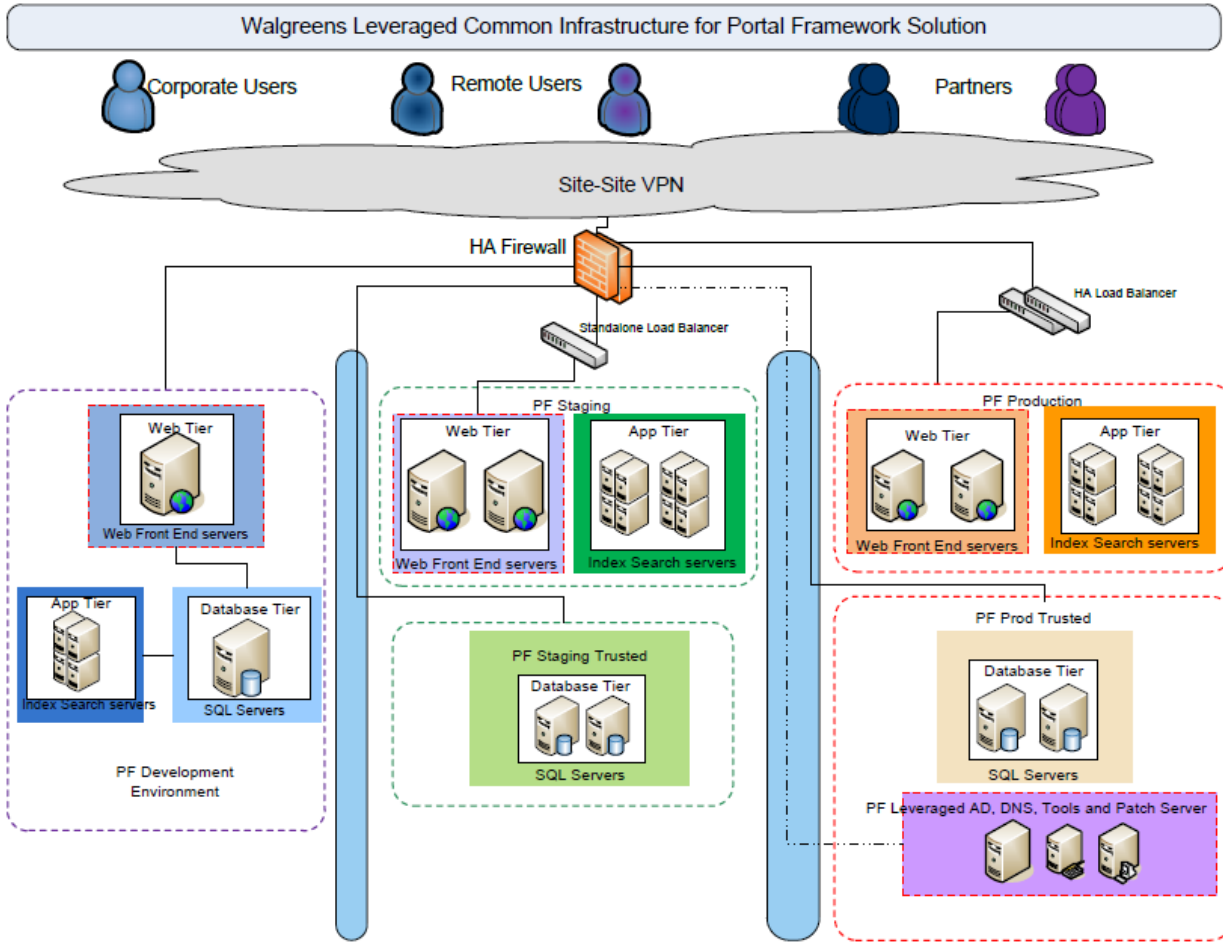 Walgreens Leveraged Common Infrastructure for Portal Framework Solution
Corporate Users
Remote Users
Partners
Site-Site VPN
HA Firewall
HA Load Balancer
Standalone Load Balancer
Web Tier
Web Front End servers
App Tier
Index Search servers
Database Tier
SQL Servers
PF Development
Environment
PF Staging
Web Tier
Web Front End servers
App Tier
Index Search servers
PF Staging Trusted
Database Tier
SQL Servers
PF Production
Web Tier
Web Front End servers
App Tier
Index Search servers
PF Prod Trusted
Database Tier
SQL Servers
PF Leveraged AD, DNS, Tools and Patch Server